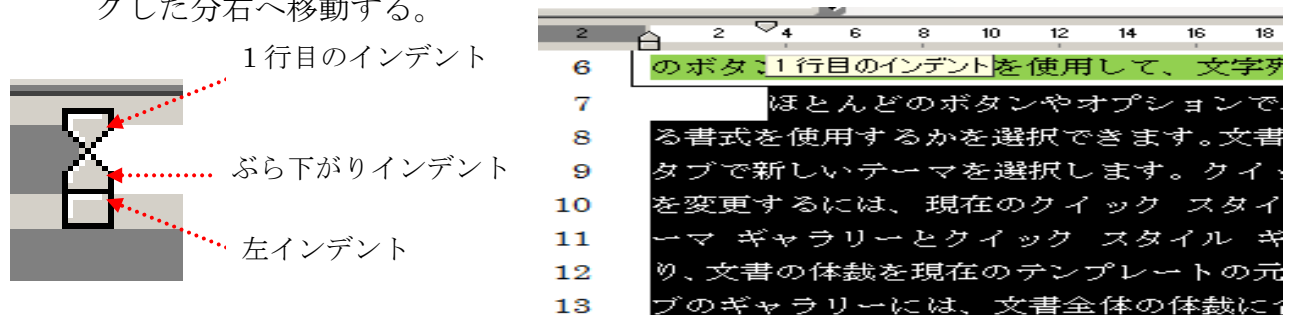 グした分右へ移動する。
1行目のインデント
ぶら下がりインデント
左インデント
2 2 4 6 8 10 12 14 16 18
6 のボタン 1 行目のインデント を使用して、文字列
7 ほとんどのボタンやオプションで
8 る書式を使用するかを選択できます。文書
9 タブで新しいテーマを選択します。クイッ
10 を変更するには、現在のクイック スタイ
11 ーマ ギャラリーとクイック スタイル ギ
12 り、文書の体裁を現在のテンプレートの元
13 ブのギャラリーには、文書全体の体裁に